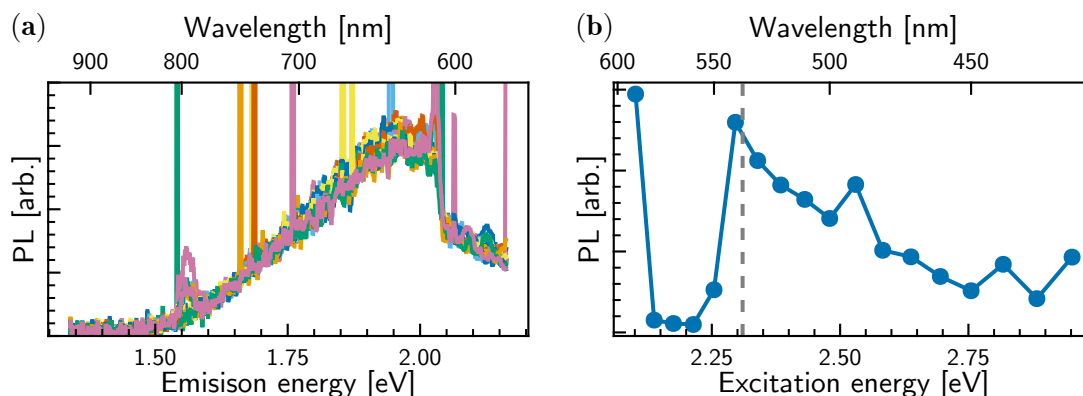 (a)
Wavelength [nm]
900 800 700 600
PL [arb.]
1.50 1.75 2.00
Emisison energy [eV]
(b)
Wavelength [nm]
600 550 500 450
PL [arb.]
2.25 2.50 2.75
Excitation energy [eV]